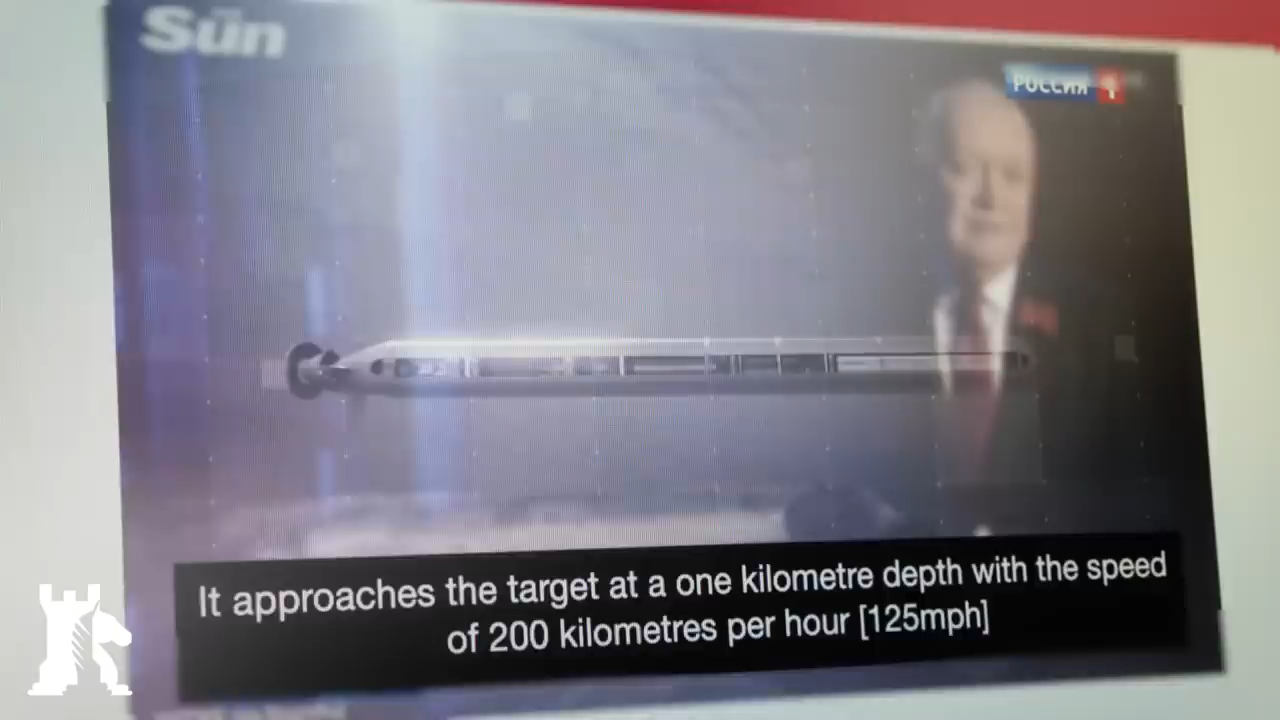 Sun
РОССИЯ 1
It approaches the target at a one kilometre depth with the speed
of 200 kilometres per hour [125mph]